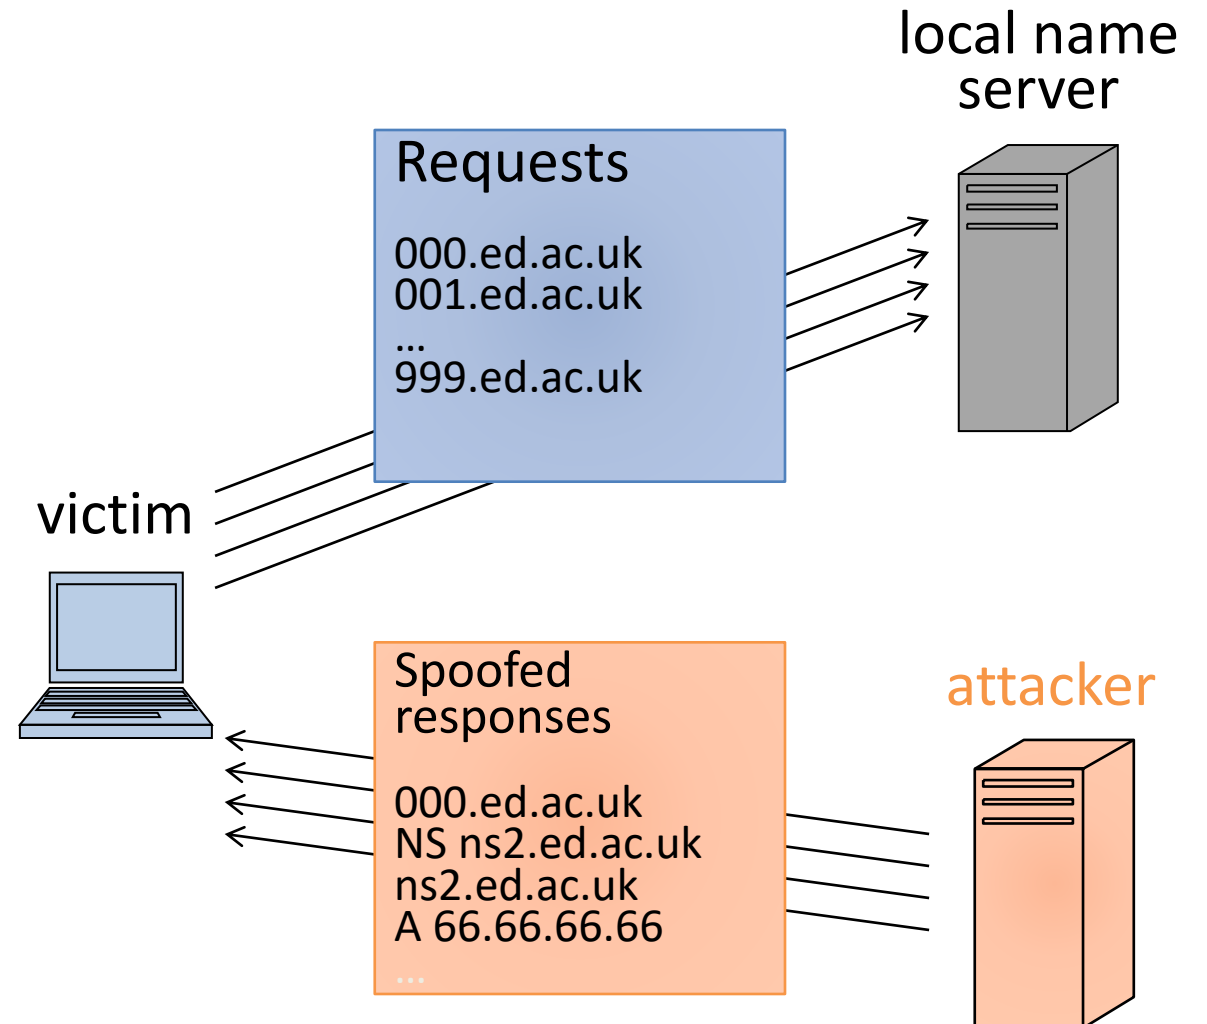 local name
server
Requests
000.ed.ac.uk
001.ed.ac.uk
...
999.ed.ac.uk
victim
Spoofed
responses
attacker
000.ed.ac.uk
NS ns2.ed.ac.uk
ns2.ed.ac.uk
A 66.66.66.66
...